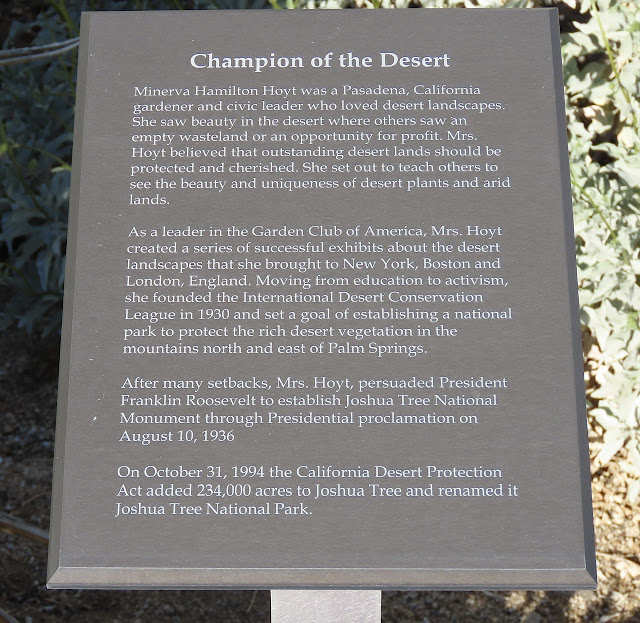 Champion of the Desert
Minerva Hamilton Hoyt was a Pasadena, California
gardener and civic leader who loved desert landscapes.
She saw beauty in the desert where others saw an
empty wasteland or an opportunity for profit. Mrs.
Hoyt believed that outstanding desert lands should be
protected and cherished. She set out to teach others to
see the beauty and uniqueness of desert plants and arid
lands.
As a leader in the Garden Club of America, Mrs. Hoyt
created a series of successful exhibits about the desert
landscapes that she brought to New York, Boston and
London, England. Moving from education to activism,
she founded the International Desert Conservation
League in 1930 and set a goal of establishing a national
park to protect the rich desert vegetation in the
mountains north and east of Palm Springs.
After many setbacks, Mrs. Hoyt, persuaded President
Franklin Roosevelt to establish Joshua Tree National
Monument through Presidential proclamation on
August 10, 1936
On October 31, 1994 the California Desert Protection
Act added 234,000 acres to Joshua Tree and renamed it
Joshua Tree National Park.